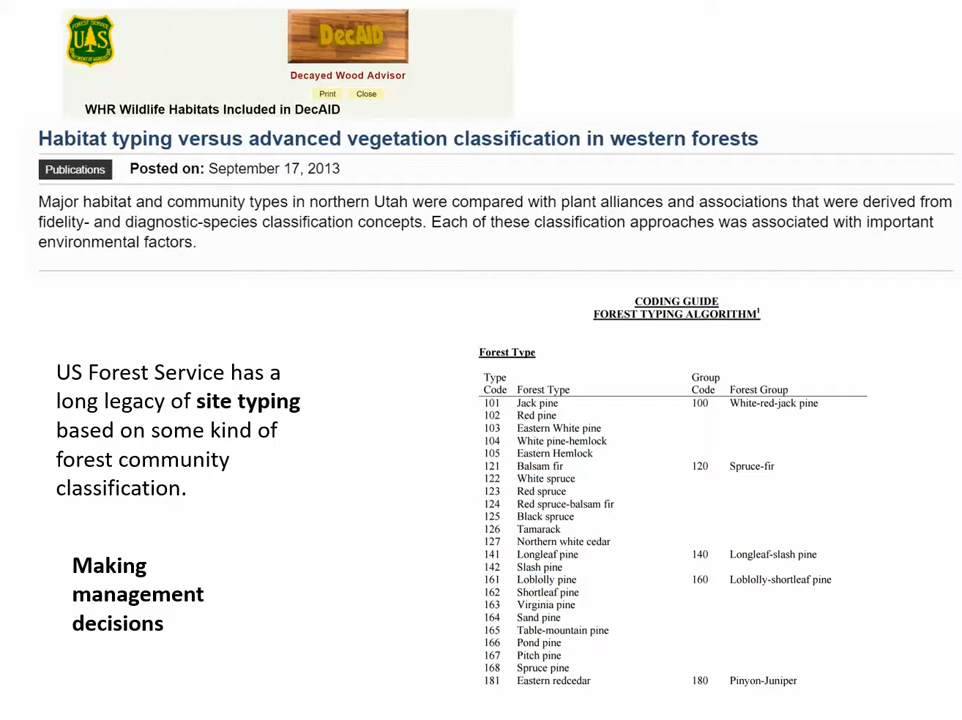 FOREST SERVICE
US
DEPARTMENT OF AGRICULTURE
DecAID
Decayed Wood Advisor
Print Close
WHR Wildlife Habitats Included in DecAID
Habitat typing versus advanced vegetation classification in western forests
Publications Posted on: September 17, 2013
Major habitat and community types in northern Utah were compared with plant alliances and associations that were derived from
fidelity- and diagnostic-species classification concepts. Each of these classification approaches was associated with important
environmental factors.
US Forest Service has a
long legacy of site typing
based on some kind of
forest community
classification.
Making
management
decisions
CODING GUIDE
FOREST TYPING ALGORITHM¹
Forest Type
Type Group
Code Forest Type Code Forest Group
101 Jack pine 100 White-red-jack pine
102 Red pine
103 Eastern White pine
104 White pine-hemlock
105 Eastern Hemlock
121 Balsam fir 120 Spruce-fir
122 White spruce
123 Red spruce
124 Red spruce-balsam fir
125 Black spruce
126 Tamarack
127 Northern white cedar
141 Longleaf pine 140 Longleaf-slash pine
142 Slash pine
161 Loblolly pine 160 Loblolly-shortleaf pine
162 Shortleaf pine
163 Virginia pine
164 Sand pine
165 Table-mountain pine
166 Pond pine
167 Pitch pine
168 Spruce pine
181 Eastern redcedar 180 Pinyon-Juniper